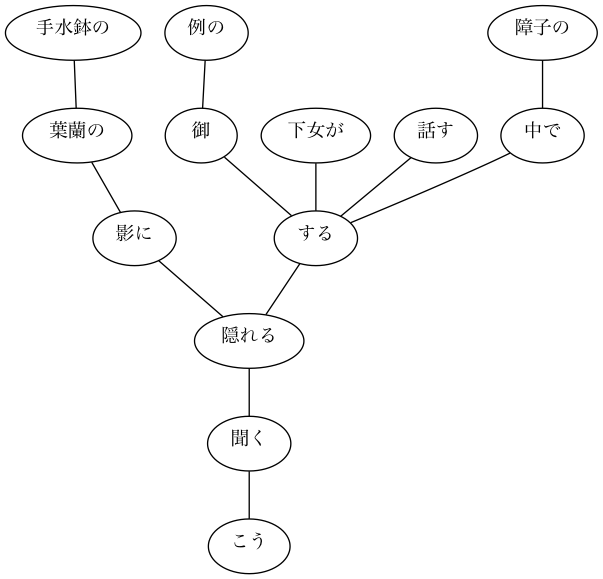 手水鉢の
例の
障子の
葉蘭の
御
下女が
話す
中で
影に
する
隠れる
聞く
こう